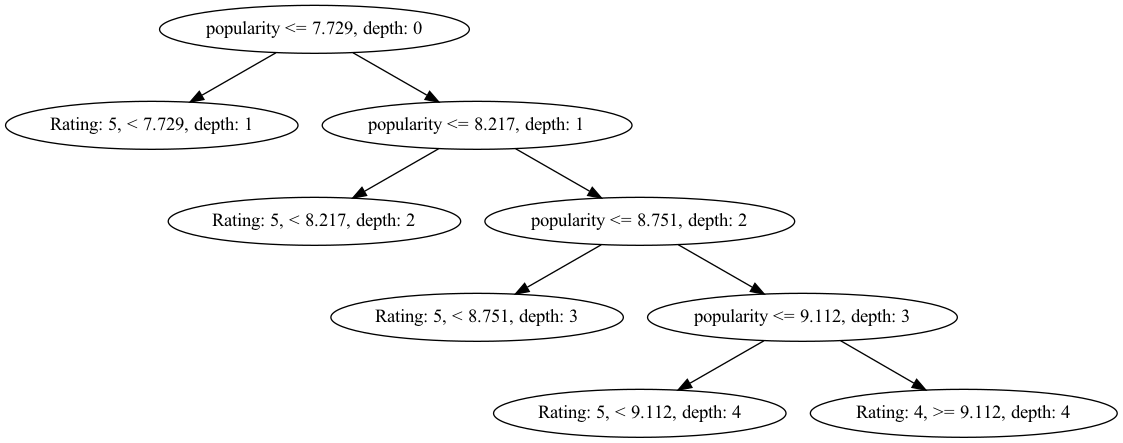 popularity <= 7.729, depth: 0
Rating: 5, < 7.729, depth: 1
popularity <= 8.217, depth: 1
Rating: 5, < 8.217, depth: 2
popularity <= 8.751, depth: 2
Rating: 5, < 8.751, depth: 3
popularity <= 9.112, depth: 3
Rating: 5, < 9.112, depth: 4
Rating: 4, >= 9.112, depth: 4